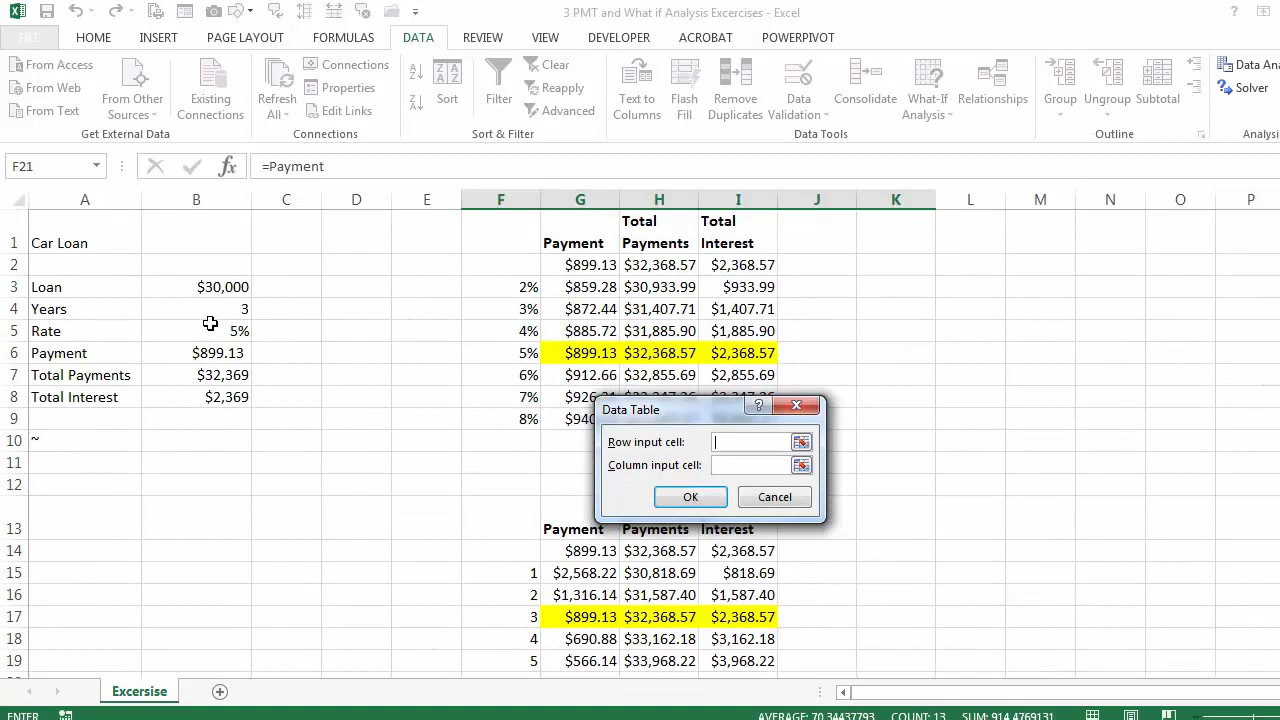 3 PMT and What if Analysis Excercises - Excel
FILE HOME INSERT PAGE LAYOUT FORMULAS DATA REVIEW VIEW DEVELOPER ACROBAT POWERPIVOT
From Access
From Web
From Text
From Other Sources
Existing Connections
Get External Data
Refresh All
Connections
Properties
Edit Links
Connections
Sort
Filter
Clear
Reapply
Advanced
Sort & Filter
Text to Columns
Flash Fill
Remove Duplicates
Data Validation
Consolidate
What-If Analysis
Relationships
Data Tools
Group
Ungroup
Subtotal
Outline
Data Ana
Solver
Analysi
F21 fx =Payment
A B C D E F G H I J K L M N O P
1 Car Loan Payment Total Payments Total Interest
2 $899.13 $32,368.57 $2,368.57
3 Loan $30,000 2% $859.28 $30,933.99 $933.99
4 Years 3 3% $872.44 $31,407.71 $1,407.71
5 Rate 5% 4% $885.72 $31,885.90 $1,885.90
6 Payment $899.13 5% $899.13 $32,368.57 $2,368.57
7 Total Payments $32,369 6% $912.66 $32,855.69 $2,855.69
8 Total Interest $2,369 7%
9 8%
10 ~
11
12
Data Table
Row input cell:
Column input cell:
OK Cancel
13 Payment Payments Interest
14 $899.13 $32,368.57 $2,368.57
15 1 $2,568.22 $30,818.69 $818.69
16 2 $1,316.14 $31,587.40 $1,587.40
17 3 $899.13 $32,368.57 $2,368.57
18 4 $690.88 $33,162.18 $3,162.18
19 5 $566.14 $33,968.22 $3,968.22
Excersise
ENTER AVERAGE: 70.34437793 COUNT: 13 SUM: 914.4769131